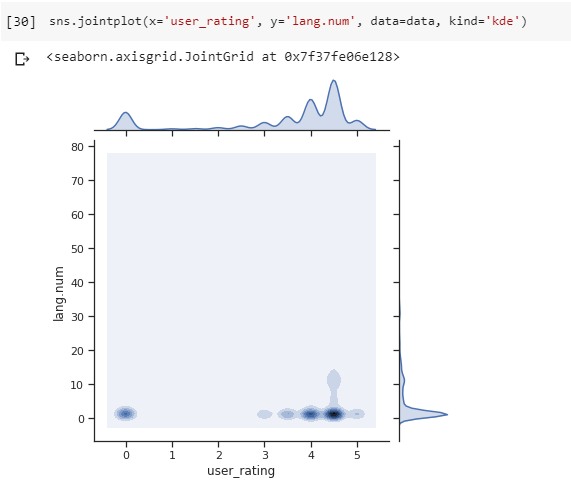 [30] sns.jointplot(x='user_rating', y='lang.num', data=data, kind='kde')
<seaborn.axisgrid.JointGrid at 0x7f37fe06e128>
80
70
60
50
40
30
20
10
0
lang.num
0 1 2 3 4 5
user_rating